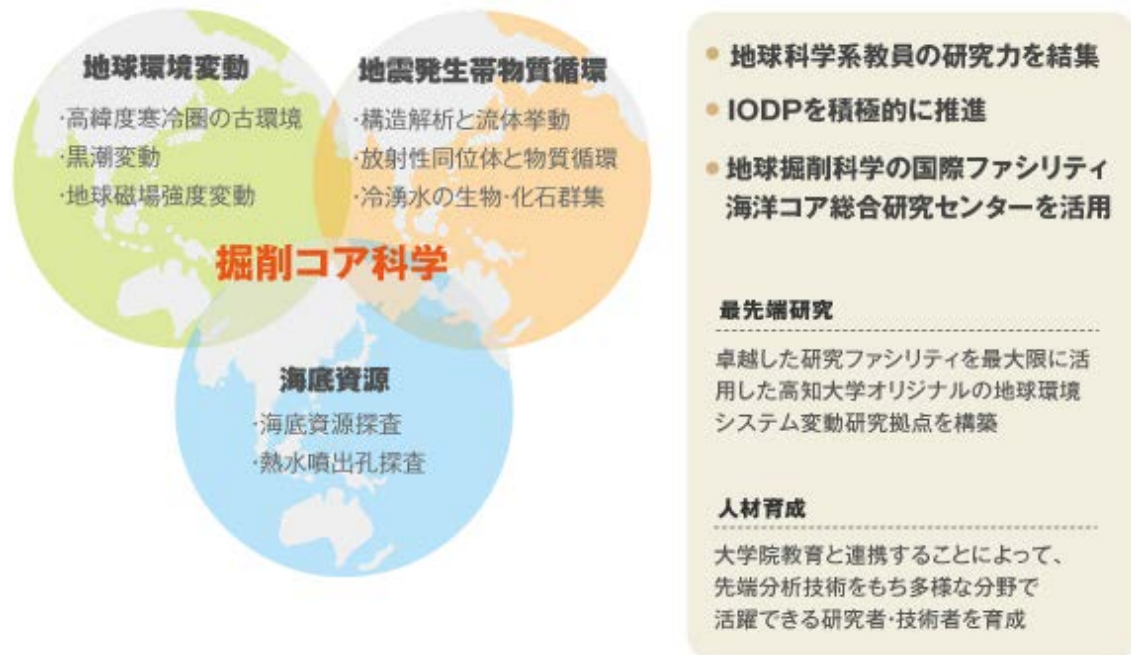 地球環境変動
·高緯度寒冷圏の古環境
·黒潮変動
·地球磁場強度変動
地震発生帯物質循環
·構造解析と流体挙動
·放射性同位体と物質循環
·冷湧水の生物·化石群集
掘削コア科学
海底資源
·海底資源探査
·熱水噴出孔探査
● 地球科学系教員の研究力を結集
● IODPを積極的に推進
● 地球掘削科学の国際ファシリティ
海洋コア総合研究センターを活用
最先端研究
卓越した研究ファシリティを最大限に活
用した高知大学オリジナルの地球環境
システム変動研究拠点を構築
人材育成
大学院教育と連携することによって、
先端分析技術をもち多様な分野で
活躍できる研究者·技術者を育成